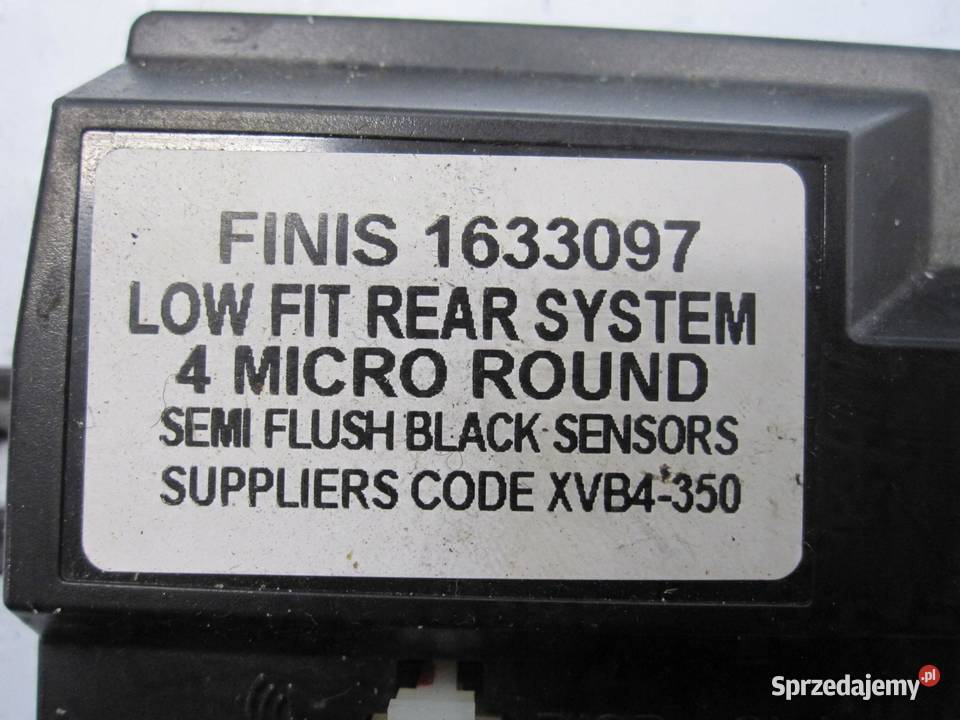 FINIS 1633097
LOW FIT REAR SYSTEM
4 MICRO ROUND
SEMI FLUSH BLACK SENSORS
SUPPLIERS CODE XVB4-350
Sprzedajemy.pl